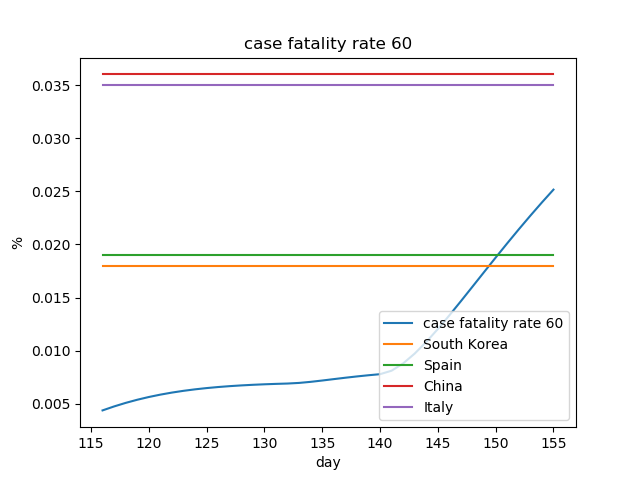 case fatality rate 60
%
0.035
0.030
0.025
0.020
0.015
0.010
0.005
case fatality rate 60
South Korea
Spain
China
Italy
115 120 125 130 135 140 145 150 155
day